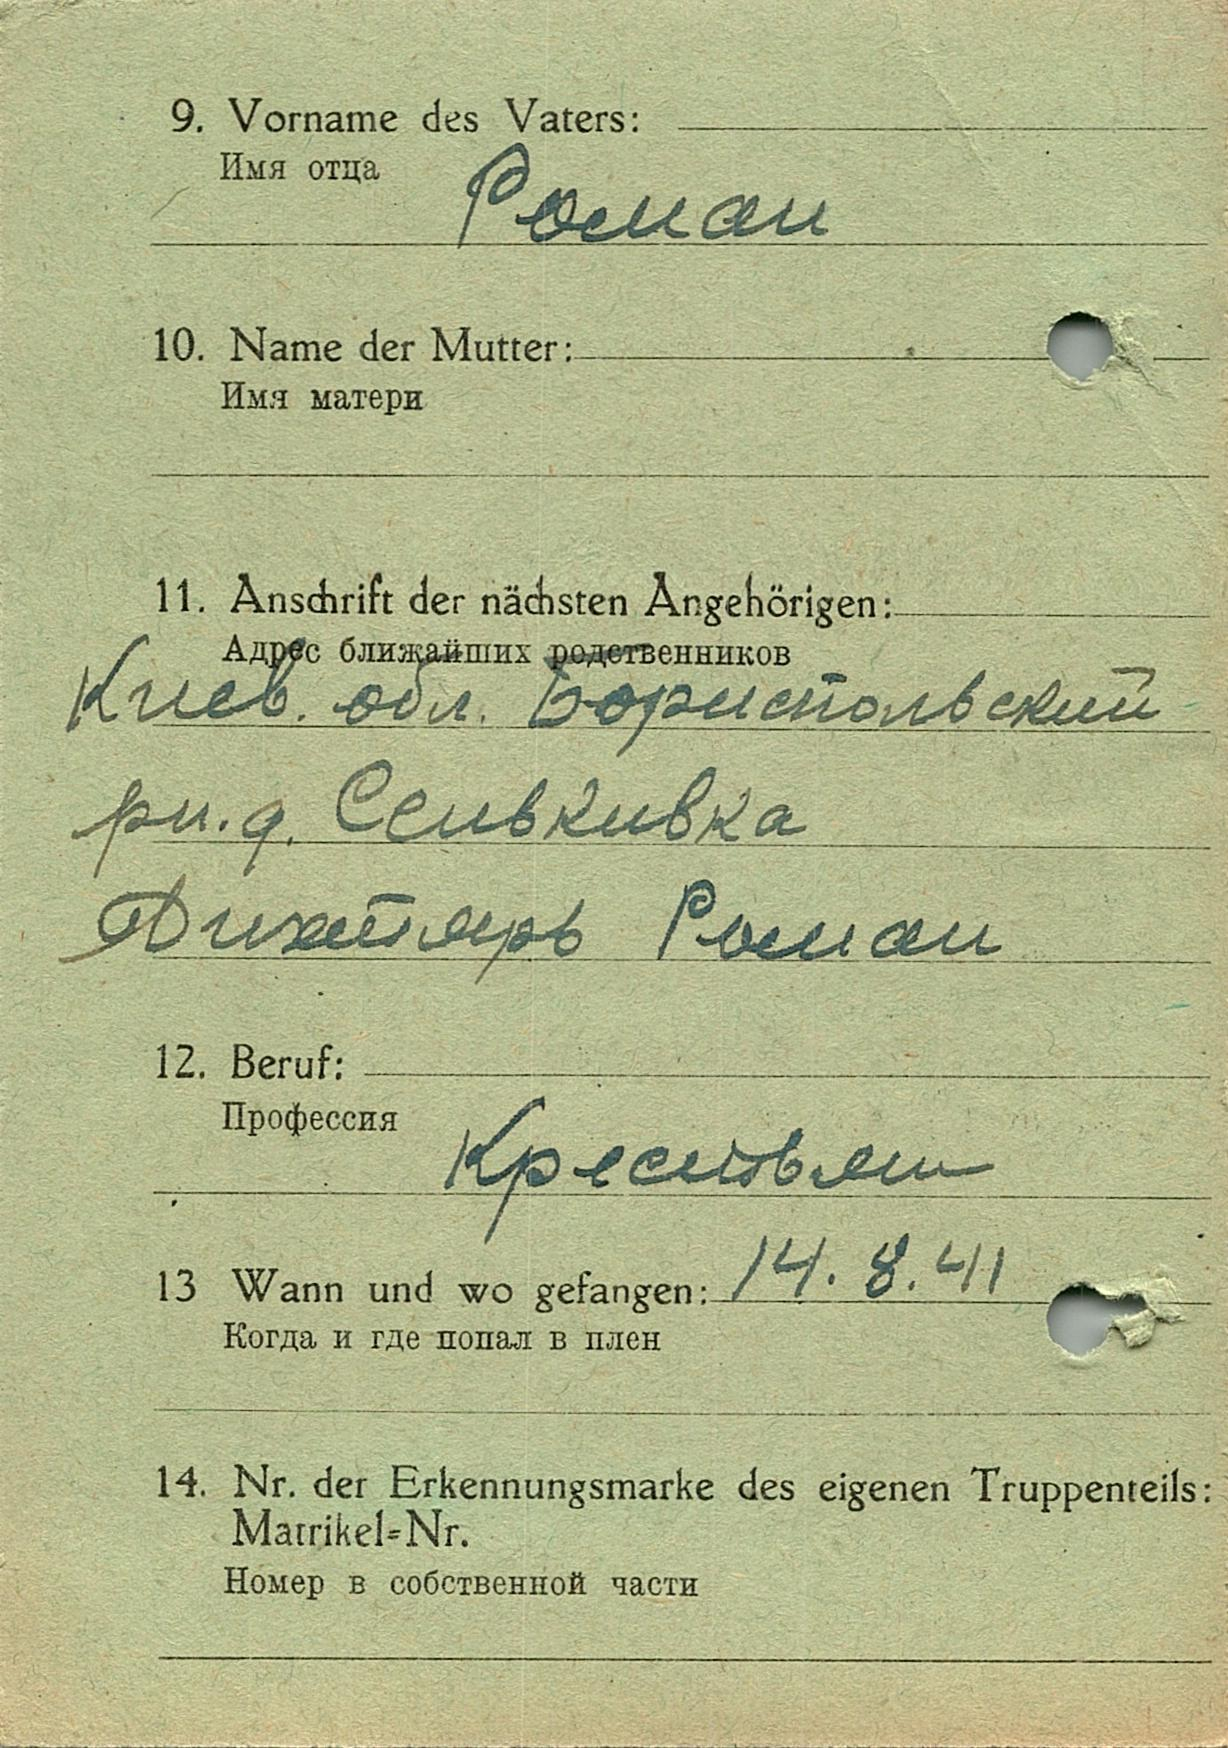 9. Vorname des Vaters:
Имя отца
Роман
10. Name der Mutter:
Имя матери
11. Anschrift der nächsten Angehörigen:
Адрес ближайших родственников
Киев. обл. Бориспольский
рн. д. Сеньковка
Дихтярь Роман
12. Beruf:
Профессия
Крестьян
13 Wann und wo gefangen: 14. 8. 41
Когда и где попал в плен
14. Nr. der Erkennungsmarke des eigenen Truppenteils:
Matrikel=Nr.
Номер в собственной части